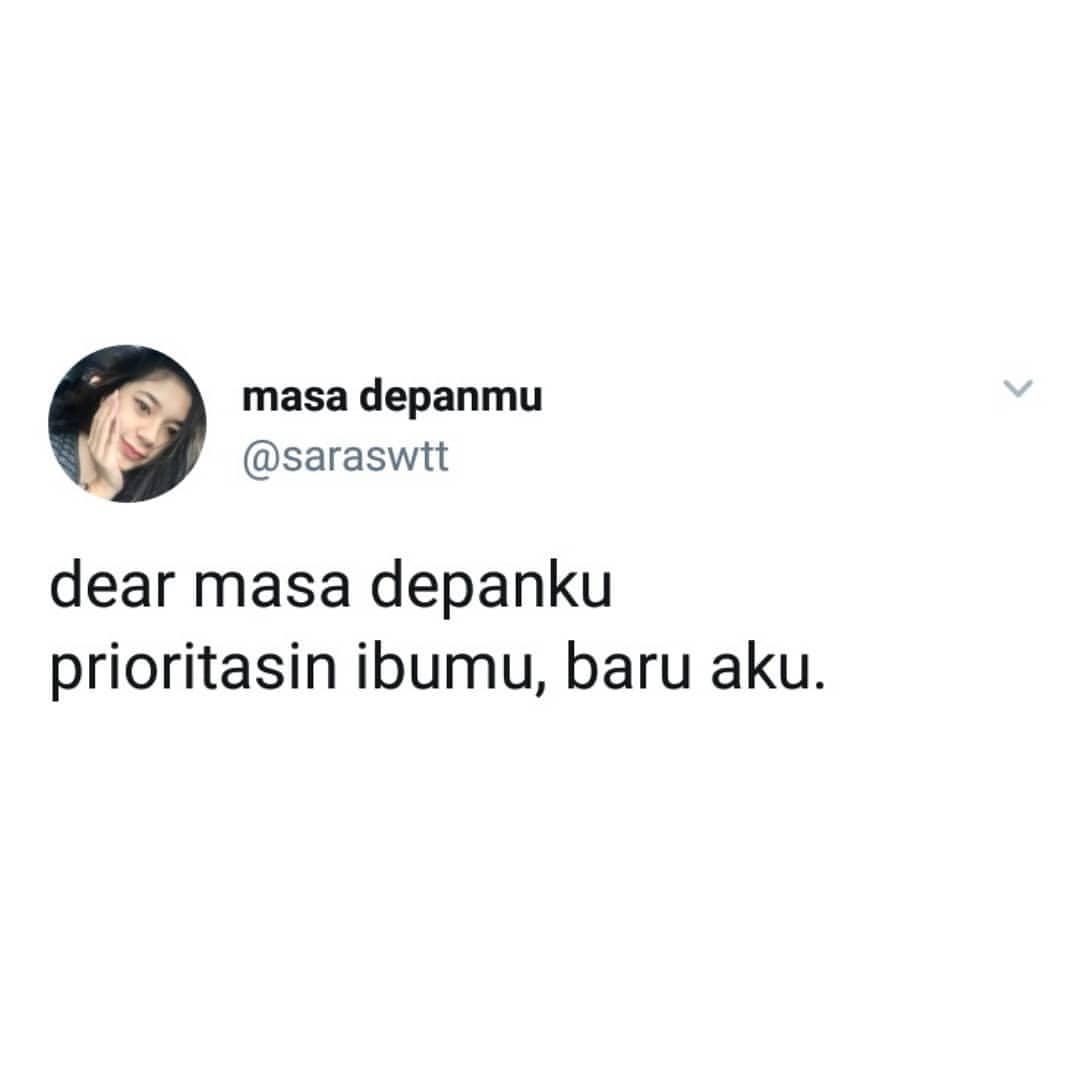 masa depanmu
@saraswtt
dear masa depanku
prioritasin ibumu, baru aku.